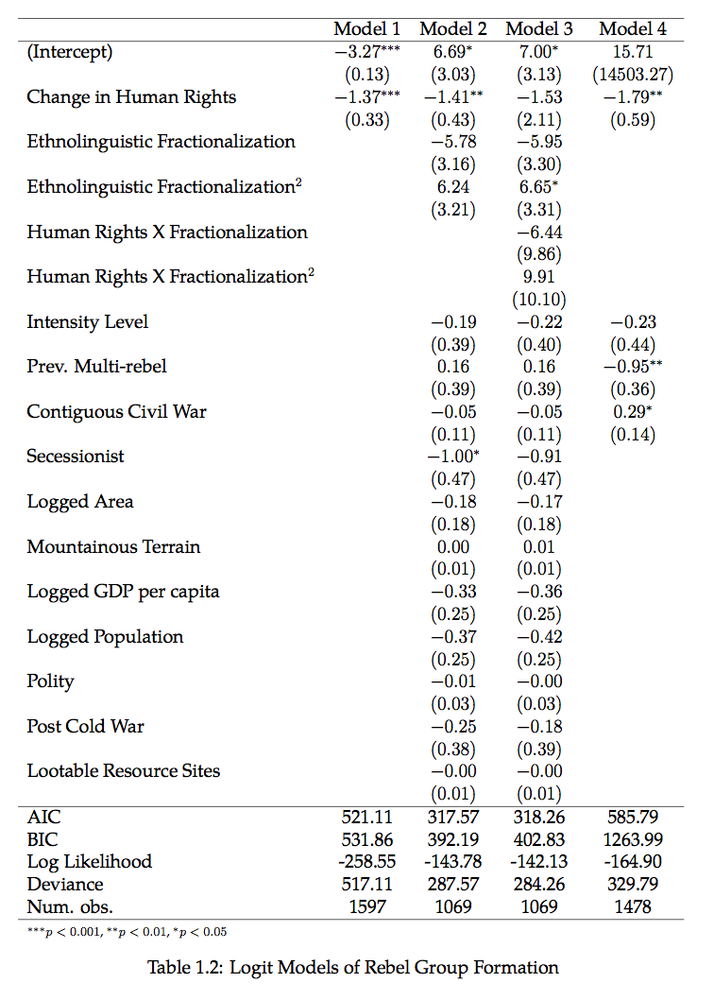 Model 1 Model 2 Model 3 Model 4
(Intercept) −3.27*** 6.69* 7.00* 15.71
(0.13) (3.03) (3.13) (14503.27)
Change in Human Rights −1.37*** −1.41** −1.53 −1.79**
(0.33) (0.43) (2.11) (0.59)
Ethnolinguistic Fractionalization −5.78 −5.95
(3.16) (3.30)
Ethnolinguistic Fractionalization² 6.24 6.65*
(3.21) (3.31)
Human Rights X Fractionalization −6.44
(9.86)
Human Rights X Fractionalization² 9.91
(10.10)
Intensity Level −0.19 −0.22 −0.23
(0.39) (0.40) (0.44)
Prev. Multi-rebel 0.16 0.16 −0.95**
(0.39) (0.39) (0.36)
Contiguous Civil War −0.05 −0.05 0.29*
(0.11) (0.11) (0.14)
Secessionist −1.00* −0.91
(0.47) (0.47)
Logged Area −0.18 −0.17
(0.18) (0.18)
Mountainous Terrain 0.00 0.01
(0.01) (0.01)
Logged GDP per capita −0.33 −0.36
(0.25) (0.25)
Logged Population −0.37 −0.42
(0.25) (0.25)
Polity −0.01 −0.00
(0.03) (0.03)
Post Cold War −0.25 −0.18
(0.38) (0.39)
Lootable Resource Sites −0.00 −0.00
(0.01) (0.01)
AIC 521.11 317.57 318.26 585.79
BIC 531.86 392.19 402.83 1263.99
Log Likelihood -258.55 -143.78 -142.13 -164.90
Deviance 517.11 287.57 284.26 329.79
Num. obs. 1597 1069 1069 1478
***p < 0.001, **p < 0.01, *p < 0.05
Table 1.2: Logit Models of Rebel Group Formation